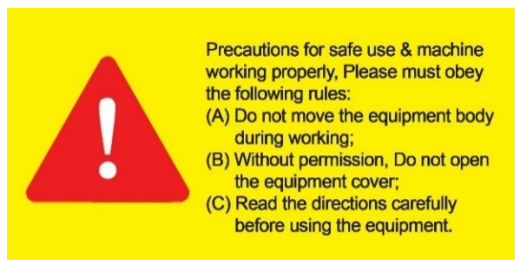 Precautions for safe use & machine
working properly, Please must obey
the following rules:
(A) Do not move the equipment body
during working;
(B) Without permission, Do not open
the equipment cover;
(C) Read the directions carefully
before using the equipment.